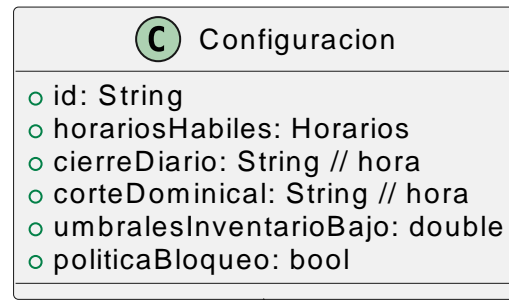 C Configuracion
id: String
horariosHabiles: Horarios
cierreDiario: String // hora
corteDominical: String // hora
umbralesInventarioBajo: double
politicaBloqueo: bool